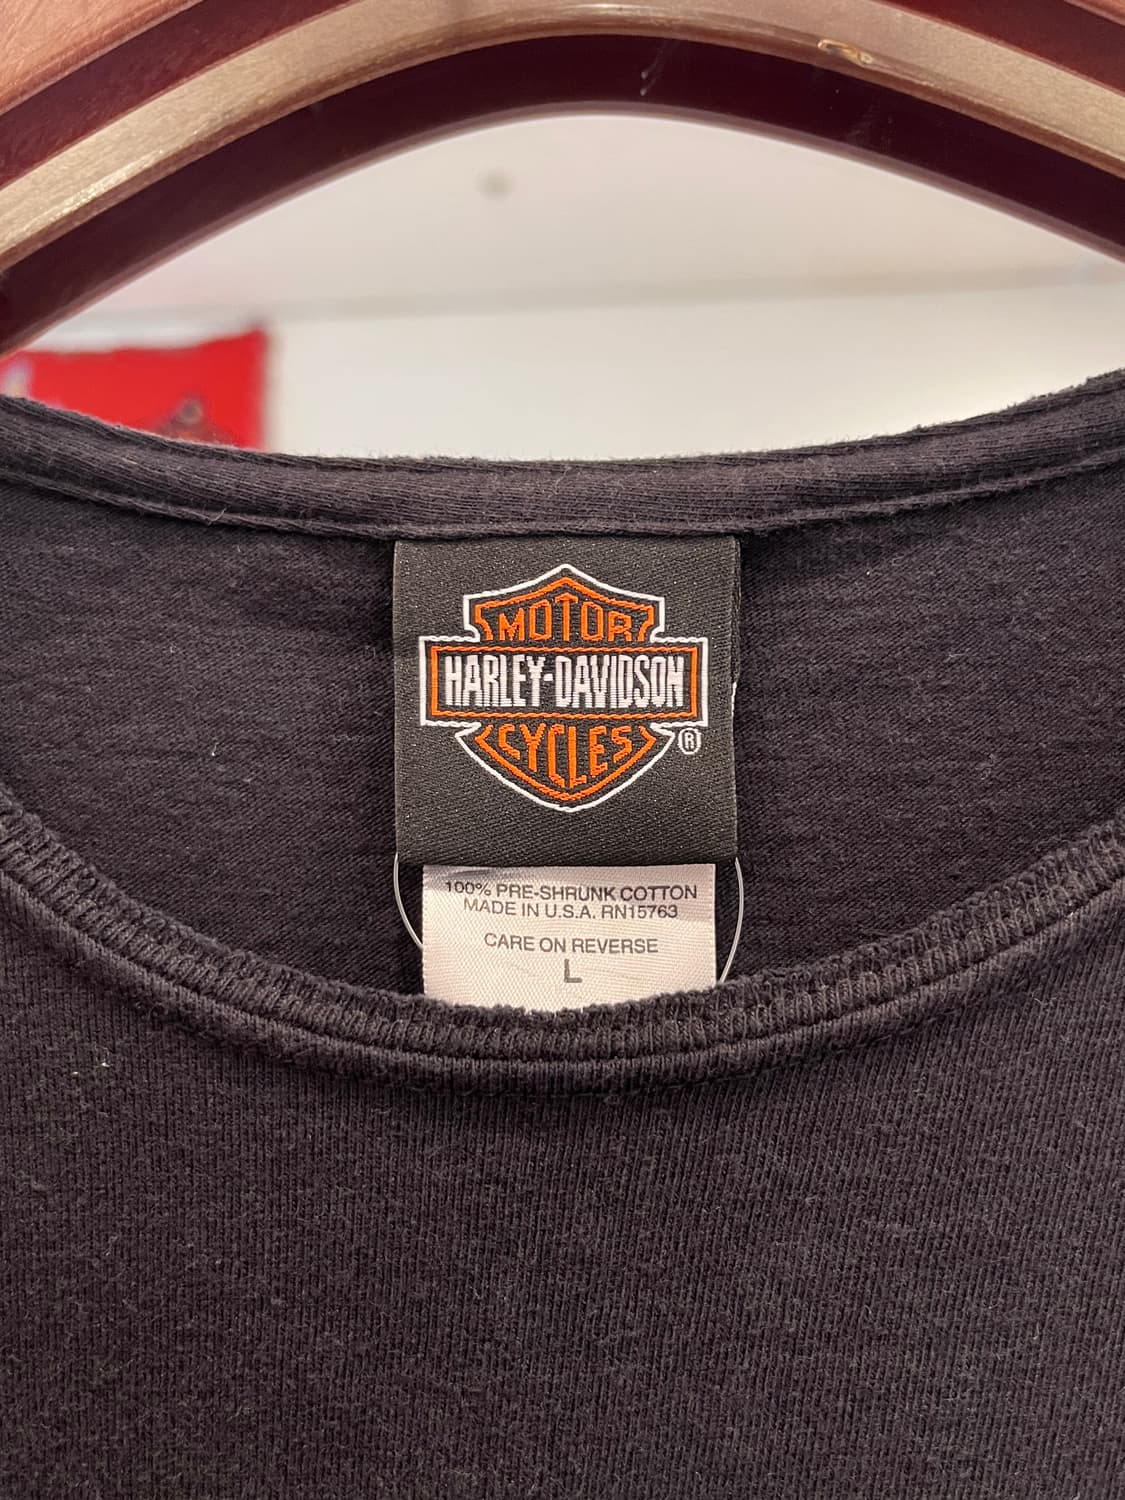 MOTOR
HARLEY-DAVIDSON
CYCLES
®
100% PRE-SHRUNK COTTON
MADE IN U.S.A. RN15763
CARE ON REVERSE
L